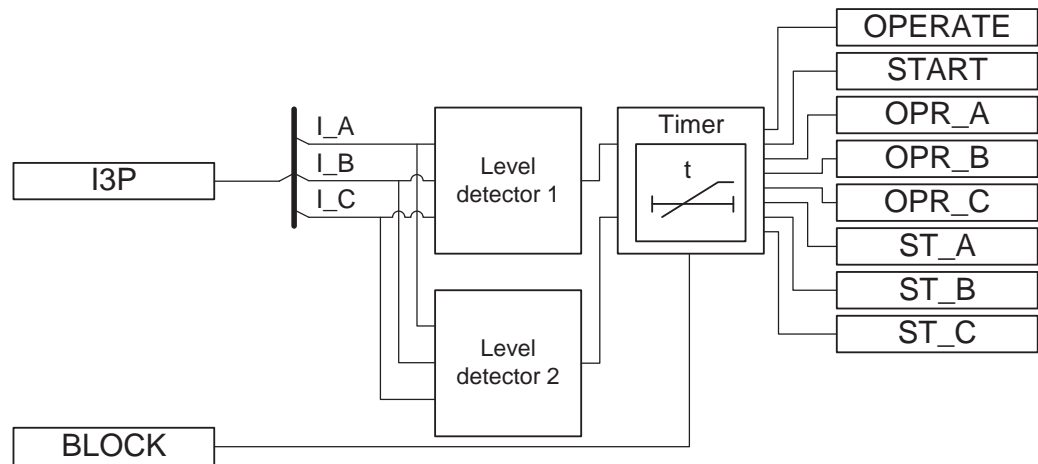 OPERATE
START
OPR_A
OPR_B
OPR_C
ST_A
ST_B
ST_C
Timer
t
I_A
I_B
I_C
I3P
Level
detector 1
Level
detector 2
BLOCK